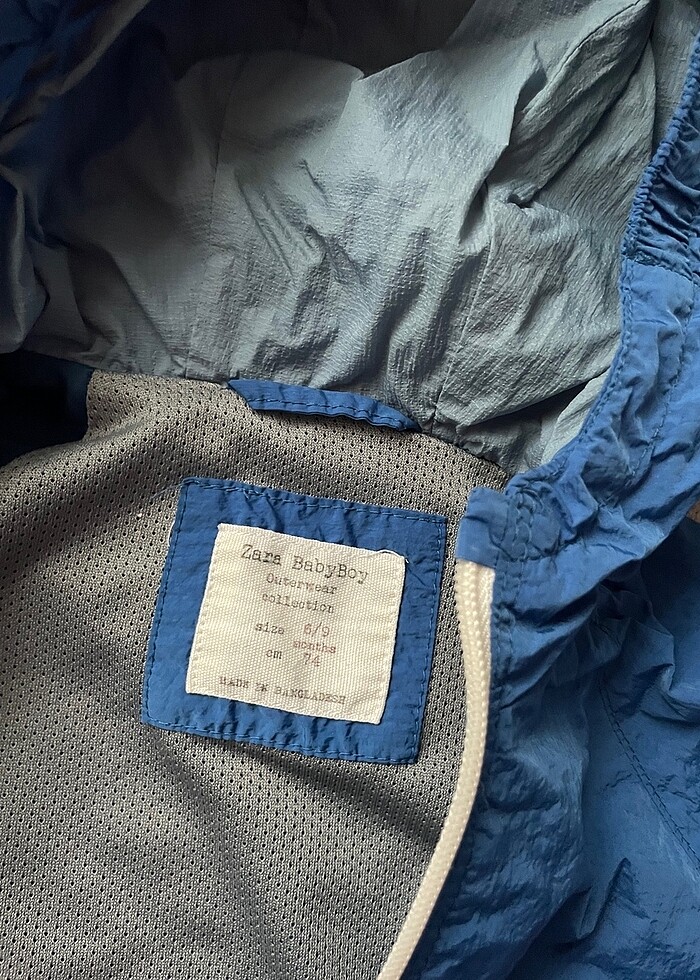 Zara BabyBoy
Outerwear
collection
size 6/9
months
cm 74
MADE IN BANGLADESH